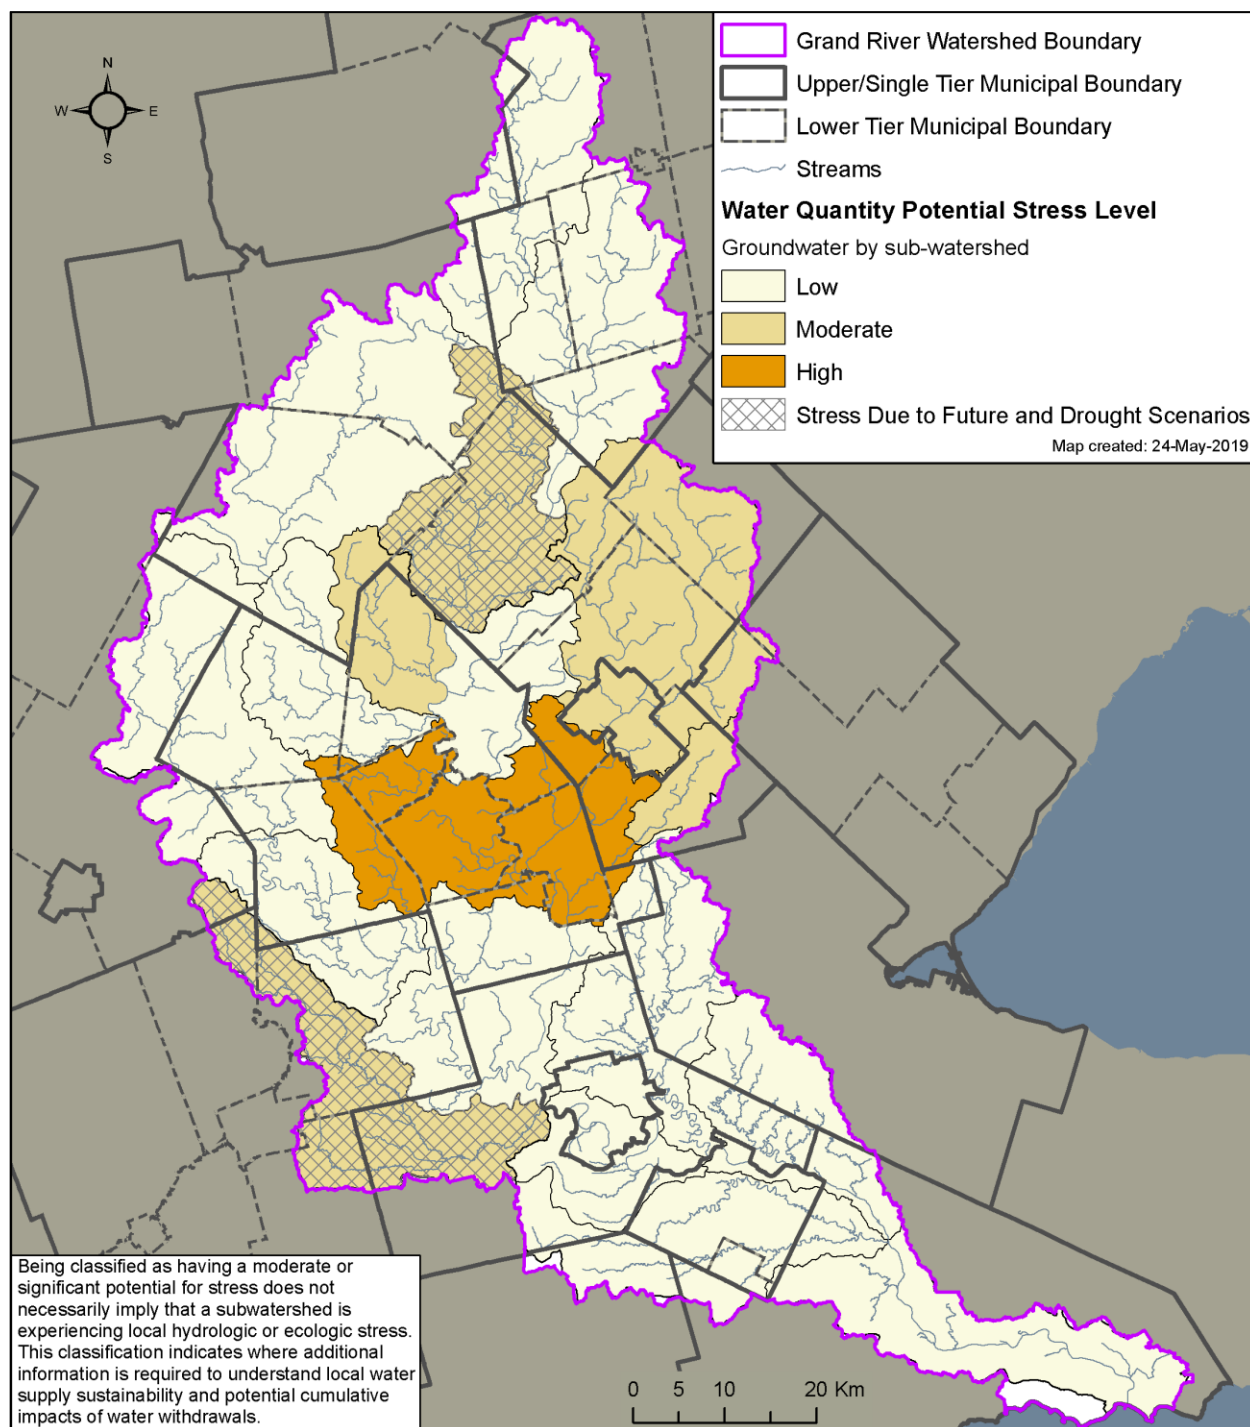 N
W
E
S
Grand River Watershed Boundary
Upper/Single Tier Municipal Boundary
Lower Tier Municipal Boundary
Streams
Water Quantity Potential Stress Level
Groundwater by sub-watershed
Low
Moderate
High
Stress Due to Future and Drought Scenarios
Map created: 24-May-2019
Being classified as having a moderate or
significant potential for stress does not
necessarily imply that a subwatershed is
experiencing local hydrologic or ecologic stress.
This classification indicates where additional
information is required to understand local water
supply sustainability and potential cumulative
impacts of water withdrawals.
0 5 10 20 Km